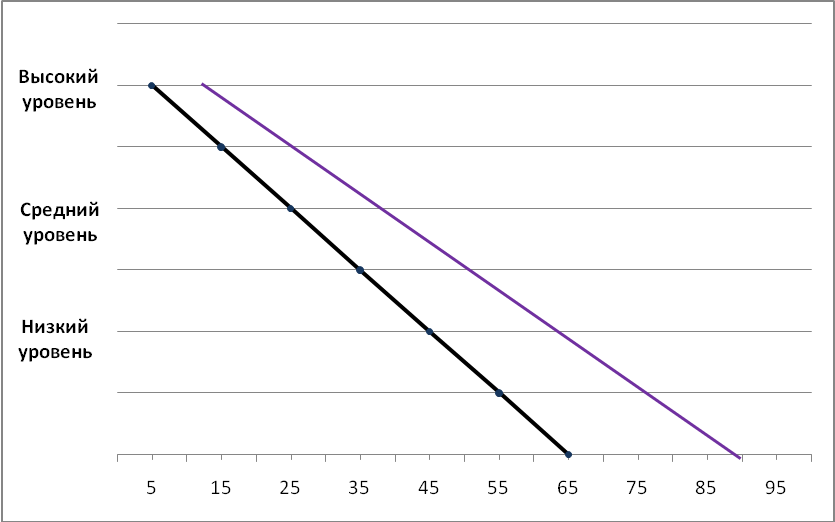 Высокий
уровень
Средний
уровень
Низкий
уровень
5 15 25 35 45 55 65 75 85 95